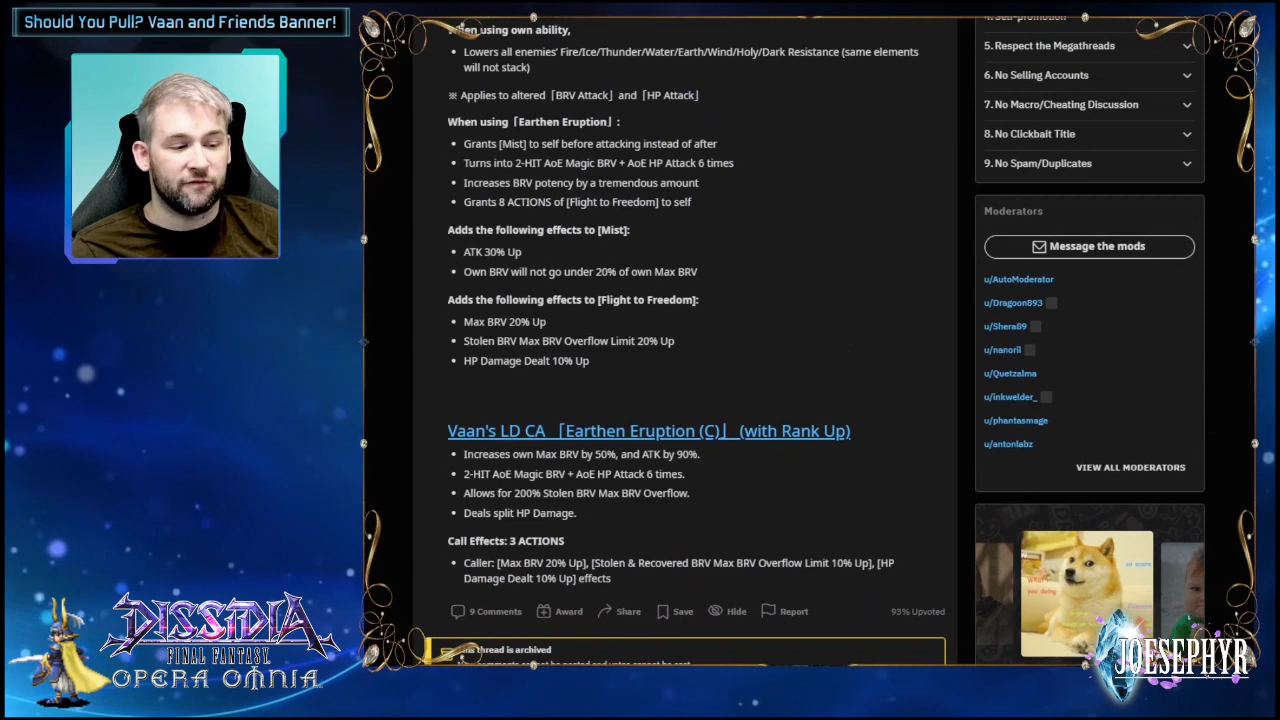 Should You Pull? Vaan and Friends Banner!
When using own ability,
• Lowers all enemies' Fire/Ice/Thunder/Water/Earth/Wind/Holy/Dark Resistance (same elements
will not stack)
※ Applies to altered「BRV Attack」and「HP Attack」
When using「Earthen Eruption」:
• Grants [Mist] to self before attacking instead of after
• Turns into 2-HIT AoE Magic BRV + AoE HP Attack 6 times
• Increases BRV potency by a tremendous amount
• Grants 8 ACTIONS of [Flight to Freedom] to self
Adds the following effects to [Mist]:
• ATK 30% Up
• Own BRV will not go under 20% of own Max BRV
Adds the following effects to [Flight to Freedom]:
• Max BRV 20% Up
• Stolen BRV Max BRV Overflow Limit 20% Up
• HP Damage Dealt 10% Up
Vaan's LD CA「Earthen Eruption (C)」(with Rank Up)
• Increases own Max BRV by 50%, and ATK by 90%.
• 2-HIT AoE Magic BRV + AoE HP Attack 6 times.
• Allows for 200% Stolen BRV Max BRV Overflow.
• Deals split HP Damage.
Call Effects: 3 ACTIONS
• Caller: [Max BRV 20% Up], [Stolen & Recovered BRV Max BRV Overflow Limit 10% Up], [HP
Damage Dealt 10% Up] effects
9 Comments Award Share Save Hide Report 93% Upvoted
This thread is archived
4. Self-promotion
5. Respect the Megathreads
6. No Selling Accounts
7. No Macro/Cheating Discussion
8. No Clickbait Title
9. No Spam/Duplicates
Moderators
Message the mods
u/AutoModerator
u/Dragoon893
u/Shera89
u/nanorii
u/Quetzalma
u/inkwelder_
u/phantasmage
u/antonlabz
VIEW ALL MODERATORS
DISSIDIA
FINAL FANTASY
OPERA OMNIA
JOESEPHYR